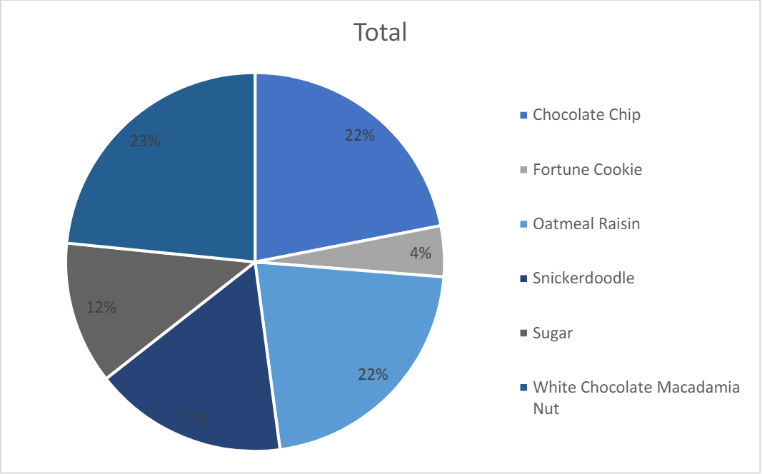 Total
22%
Chocolate Chip
23%
Fortune Cookie
4%
Oatmeal Raisin
Snickerdoodle
12%
Sugar
22%
White Chocolate Macadamia
Nut
17%